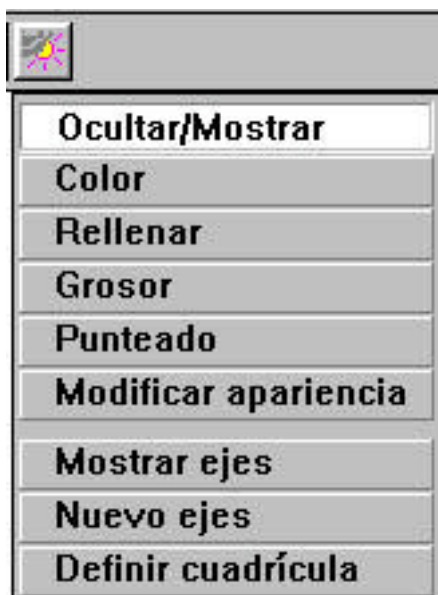 Ocultar/Mostrar
Color
Rellenar
Grosor
Punteado
Modificar apariencia
Mostrar ejes
Nuevo ejes
Definir cuadrícula